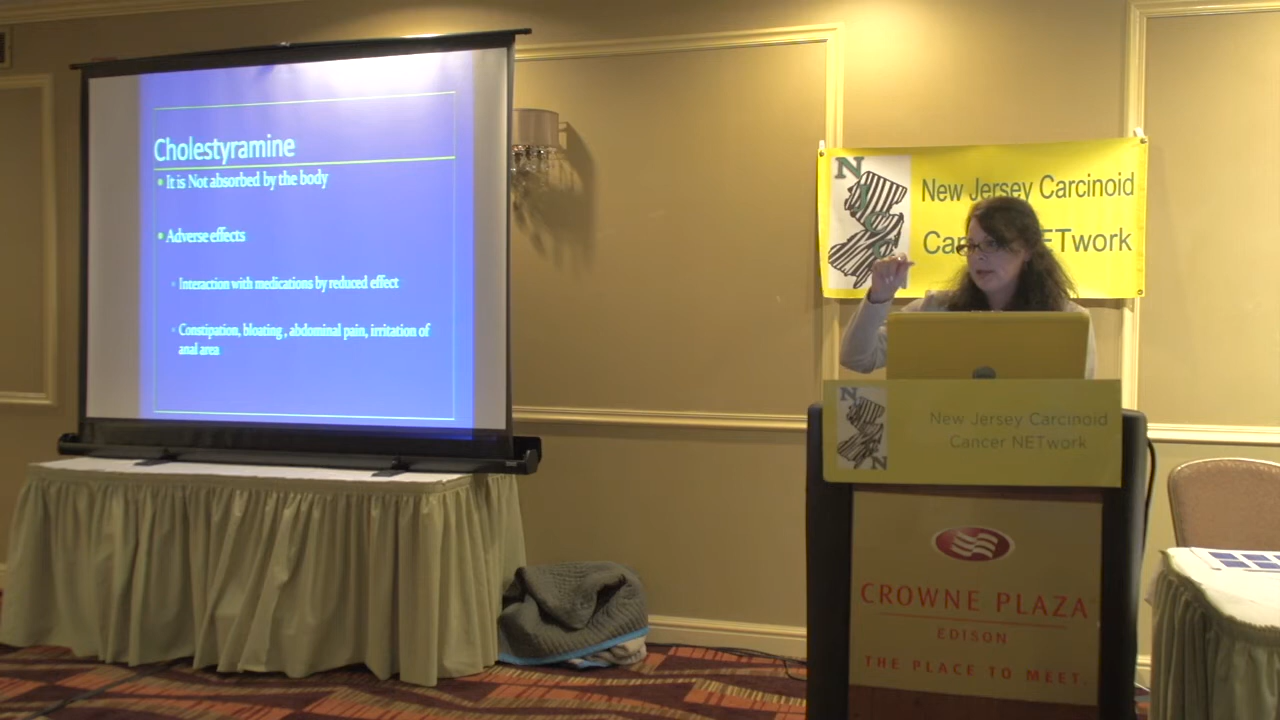 Cholestyramine
• It is Not absorbed by the body
• Adverse effects
• Interaction with medications by reduced effect
• Constipation, bloating , abdominal pain, irritation of
anal area
NJCC
New Jersey Carcinoid
Cancer NETwork
New Jersey Carcinoid
Cancer NETwork
CROWNE PLAZA
EDISON
THE PLACE TO MEET.